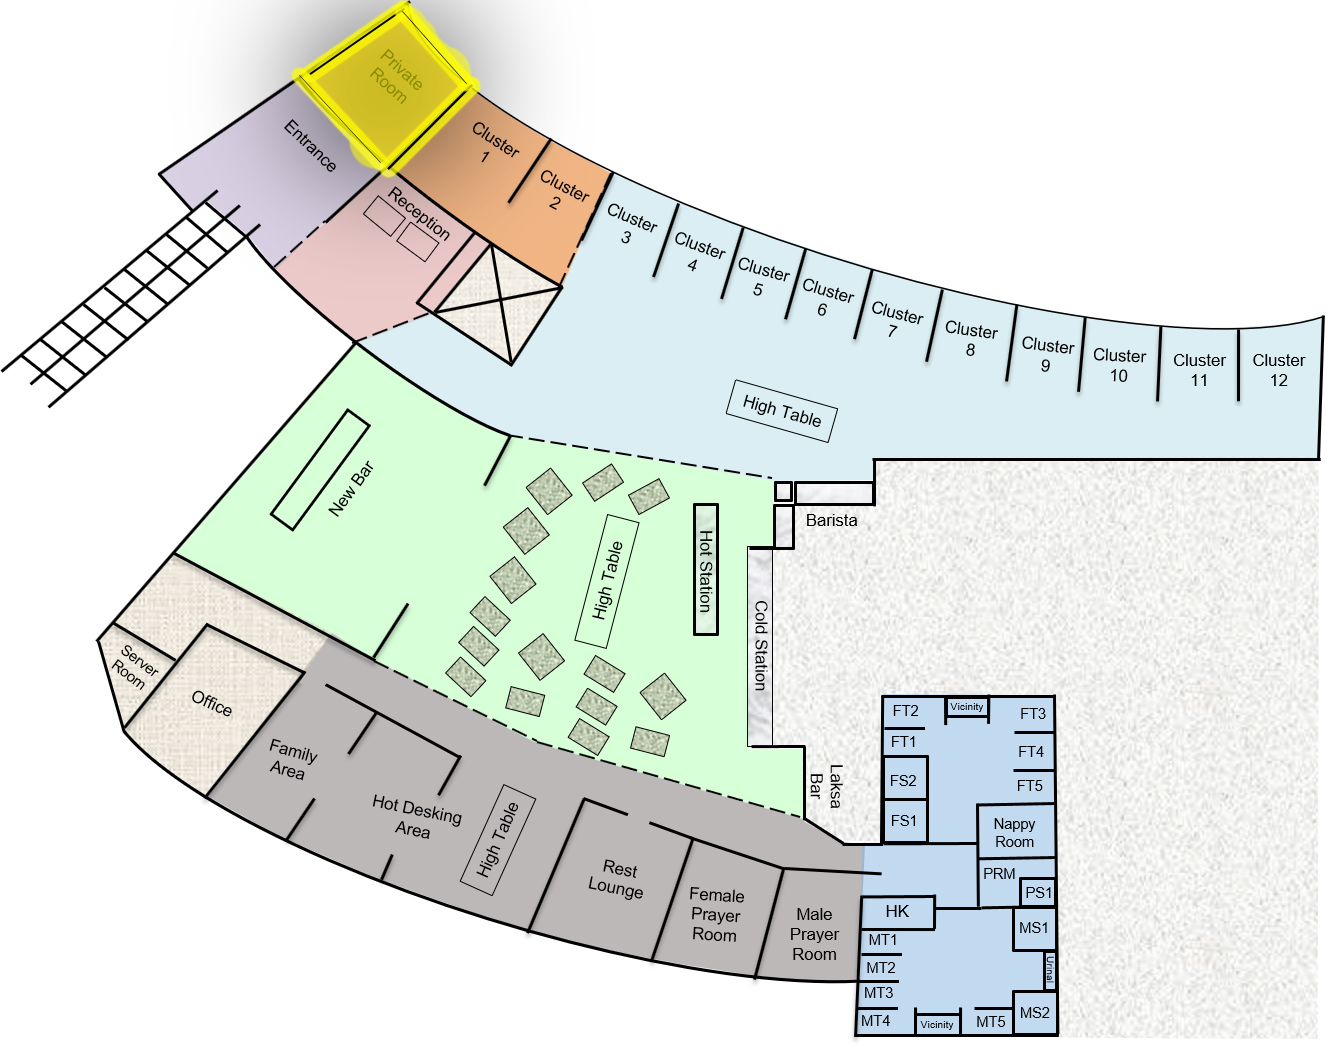 Private
Room
Entrance
Reception
Cluster
1
Cluster
2
Cluster
3
Cluster
4
Cluster
5
Cluster
6
Cluster
7
Cluster
8
Cluster
9
Cluster
10
Cluster
11
Cluster
12
High Table
New Bar
High Table
Hot Station
Barista
Cold Station
Laksa
Bar
Server
Room
Office
Family
Area
Hot Desking
Area
High Table
Rest
Lounge
Female
Prayer
Room
Male
Prayer
Room
FT2
Vicinity
FT3
FT1
FT4
FS2
FT5
FS1
Nappy
Room
PRM
PS1
HK
MS1
MT1
MT2
Urinal
MT3
MT4
Vicinity
MT5
MS2